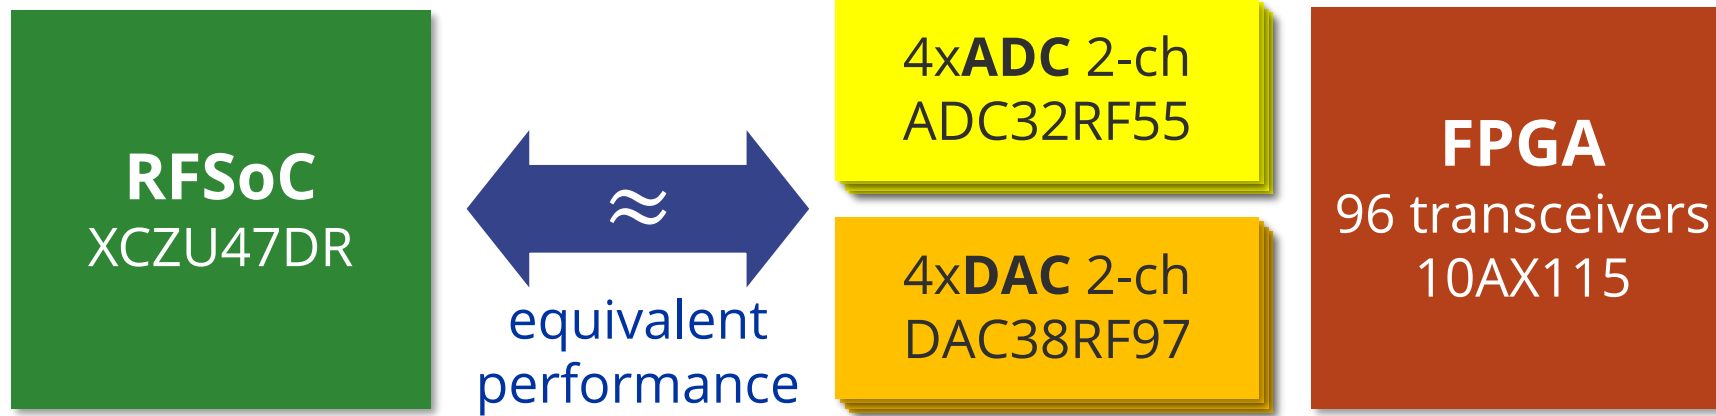 RFSoC
XCZU47DR
≈
equivalent
performance
4xADC 2-ch
ADC32RF55
4xDAC 2-ch
DAC38RF97
FPGA
96 transceivers
10AX115